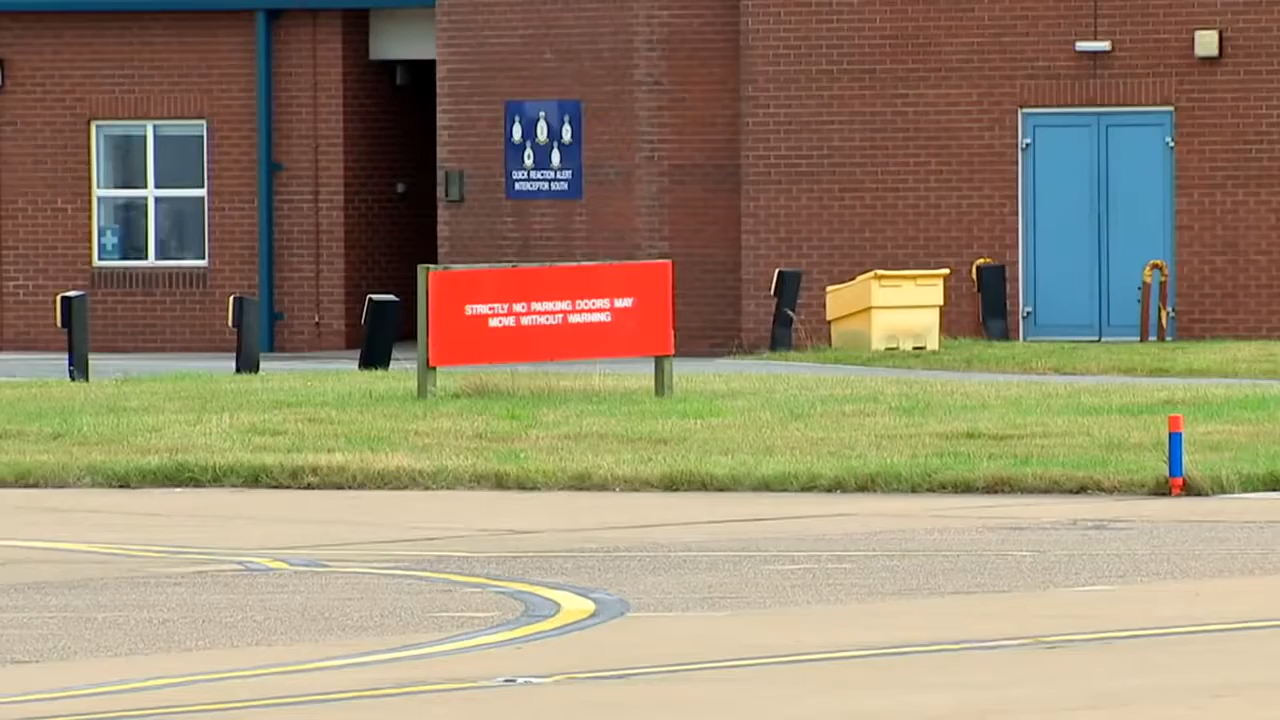 QUICK REACTION ALERT
INTERCEPTOR SOUTH
STRICTLY NO PARKING DOORS MAY
MOVE WITHOUT WARNING